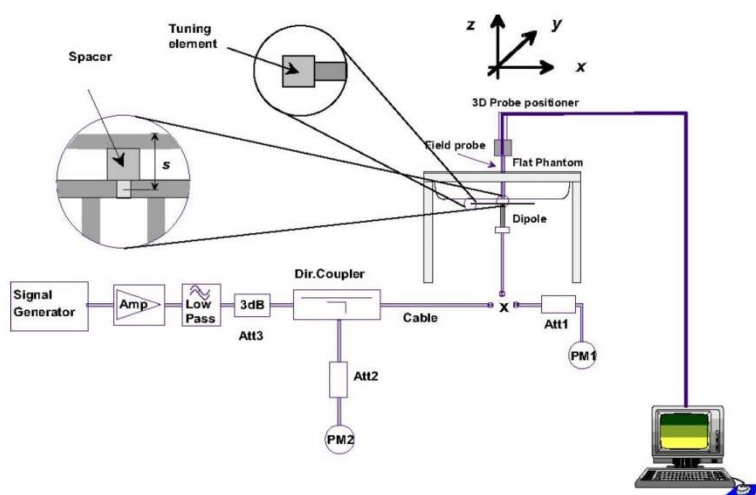 Tuning
element
Spacer
s
z
y
x
3D Probe positioner
Field probe
Flat Phantom
Dipole
Dir.Coupler
Signal
Generator
Amp
Low
Pass
3dB
Att3
Cable
x
Att1
PM1
Att2
PM2